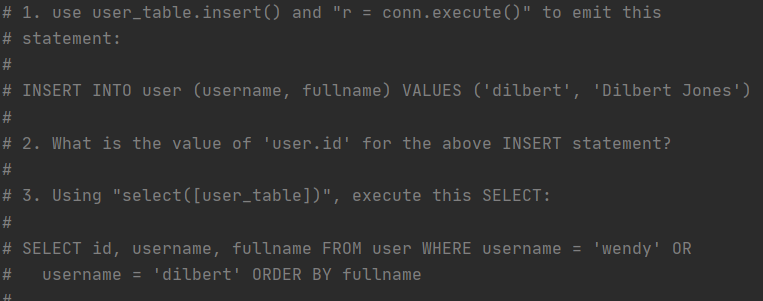 # 1. use user_table.insert() and "r = conn.execute()" to emit this
# statement:
#
# INSERT INTO user (username, fullname) VALUES ('dilbert', 'Dilbert Jones')
#
# 2. What is the value of 'user.id' for the above INSERT statement?
#
# 3. Using "select([user_table])", execute this SELECT:
#
# SELECT id, username, fullname FROM user WHERE username = 'wendy' OR
#   username = 'dilbert' ORDER BY fullname
#